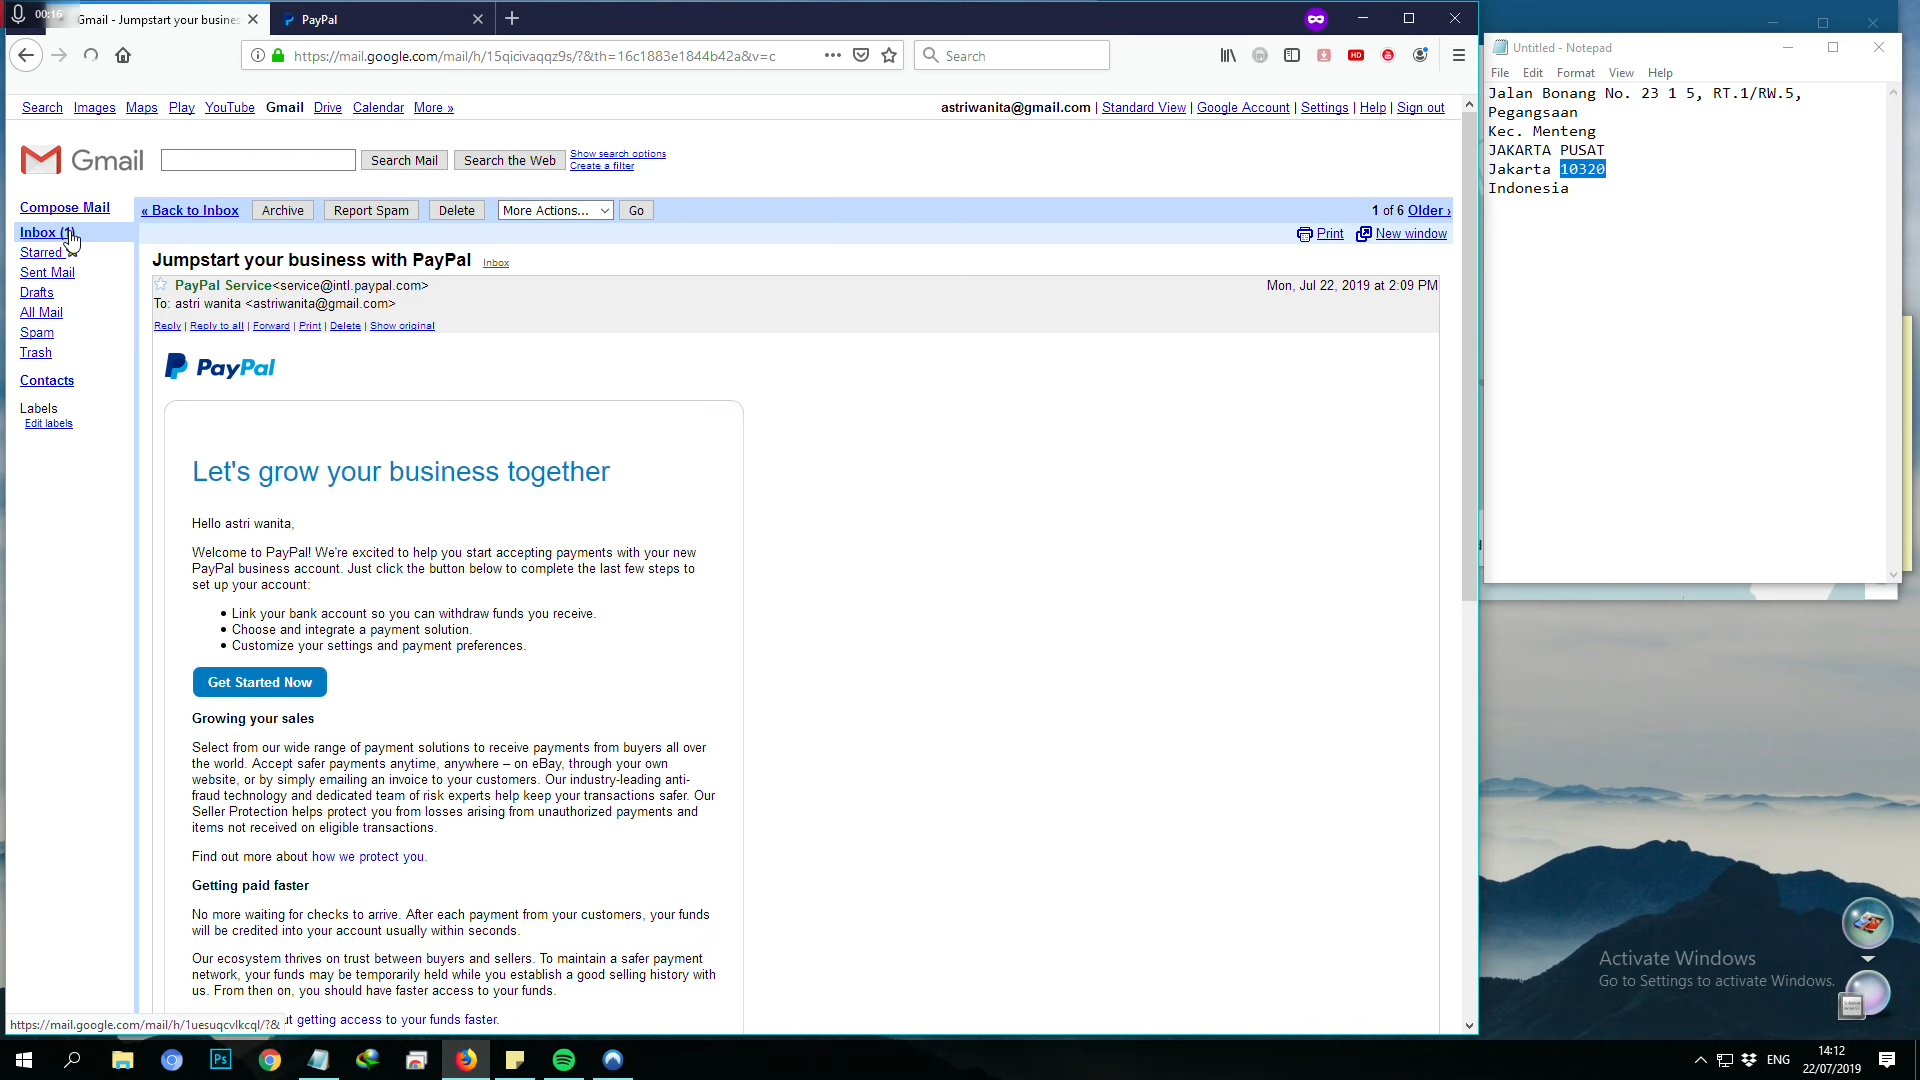 00:16
Gmail - Jumpstart your busines
PayPal
https://mail.google.com/mail/h/15qicivaqqz9s/?&th=16c1883e1844b42a&v=c
Search
HD
Search Images Maps Play YouTube Gmail Drive Calendar More »
astriwanita@gmail.com | Standard View | Google Account | Settings | Help | Sign out
Gmail
Search Mail
Search the Web
Show search options
Create a filter
Compose Mail
Inbox (1)
Starred
Sent Mail
Drafts
All Mail
Spam
Trash
Contacts
Labels
Edit labels
« Back to Inbox
Archive
Report Spam
Delete
More Actions...
Go
1 of 6 Older ›
Print
New window
Jumpstart your business with PayPal Inbox
PayPal Service<service@intl.paypal.com>
Mon, Jul 22, 2019 at 2:09 PM
To: astri wanita <astriwanita@gmail.com>
Reply | Reply to all | Forward | Print | Delete | Show original
PayPal
Let's grow your business together
Hello astri wanita,
Welcome to PayPal! We're excited to help you start accepting payments with your new
PayPal business account. Just click the button below to complete the last few steps to
set up your account:
• Link your bank account so you can withdraw funds you receive.
• Choose and integrate a payment solution.
• Customize your settings and payment preferences.
Get Started Now
Growing your sales
Select from our wide range of payment solutions to receive payments from buyers all over
the world. Accept safer payments anytime, anywhere – on eBay, through your own
website, or by simply emailing an invoice to your customers. Our industry-leading anti-
fraud technology and dedicated team of risk experts help keep your transactions safer. Our
Seller Protection helps protect you from losses arising from unauthorized payments and
items not received on eligible transactions.
Find out more about how we protect you.
Getting paid faster
No more waiting for checks to arrive. After each payment from your customers, your funds
will be credited into your account usually within seconds.
Our ecosystem thrives on trust between buyers and sellers. To maintain a safer payment
network, your funds may be temporarily held while you establish a good selling history with
us. From then on, you should have faster access to your funds.
ut getting access to your funds faster.
https://mail.google.com/mail/h/1uesuqcvlkcql/?&
Untitled - Notepad
File Edit Format View Help
Jalan Bonang No. 23 1 5, RT.1/RW.5,
Pegangsaan
Kec. Menteng
JAKARTA PUSAT
Jakarta 10320
Indonesia
Activate Windows
Go to Settings to activate Windows.
Ps
ENG
14:12
22/07/2019